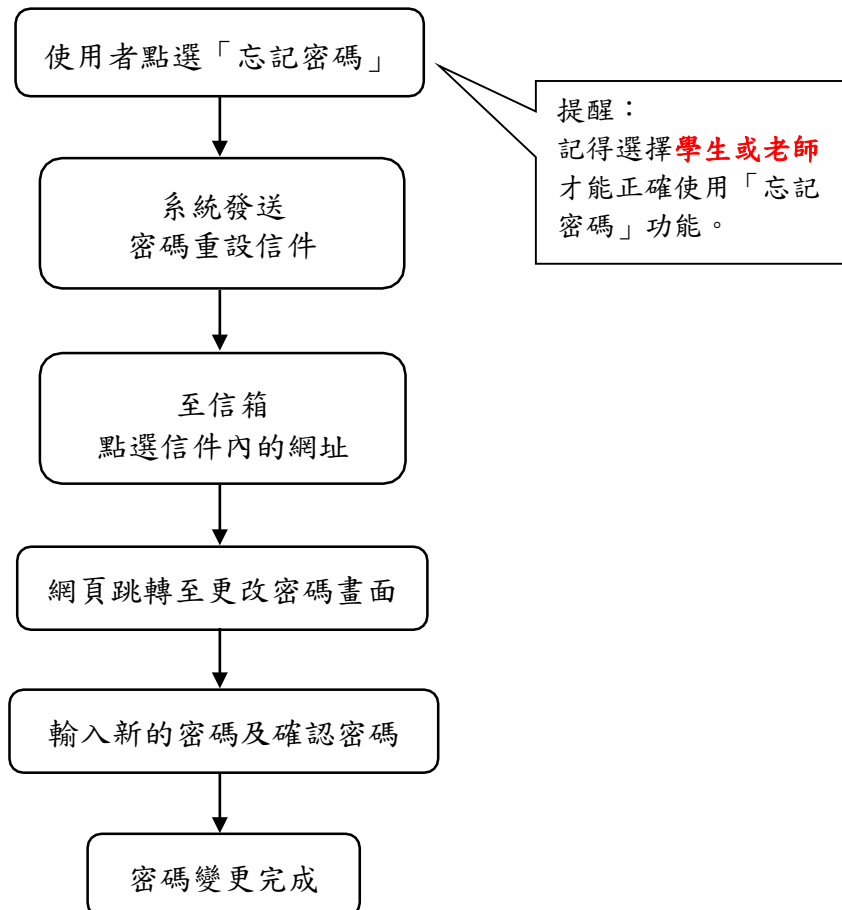 使用者點選「忘記密碼」
提醒：
記得選擇學生或老師
才能正確使用「忘記
密碼」功能。
系統發送
密碼重設信件
至信箱
點選信件內的網址
網頁跳轉至更改密碼畫面
輸入新的密碼及確認密碼
密碼變更完成